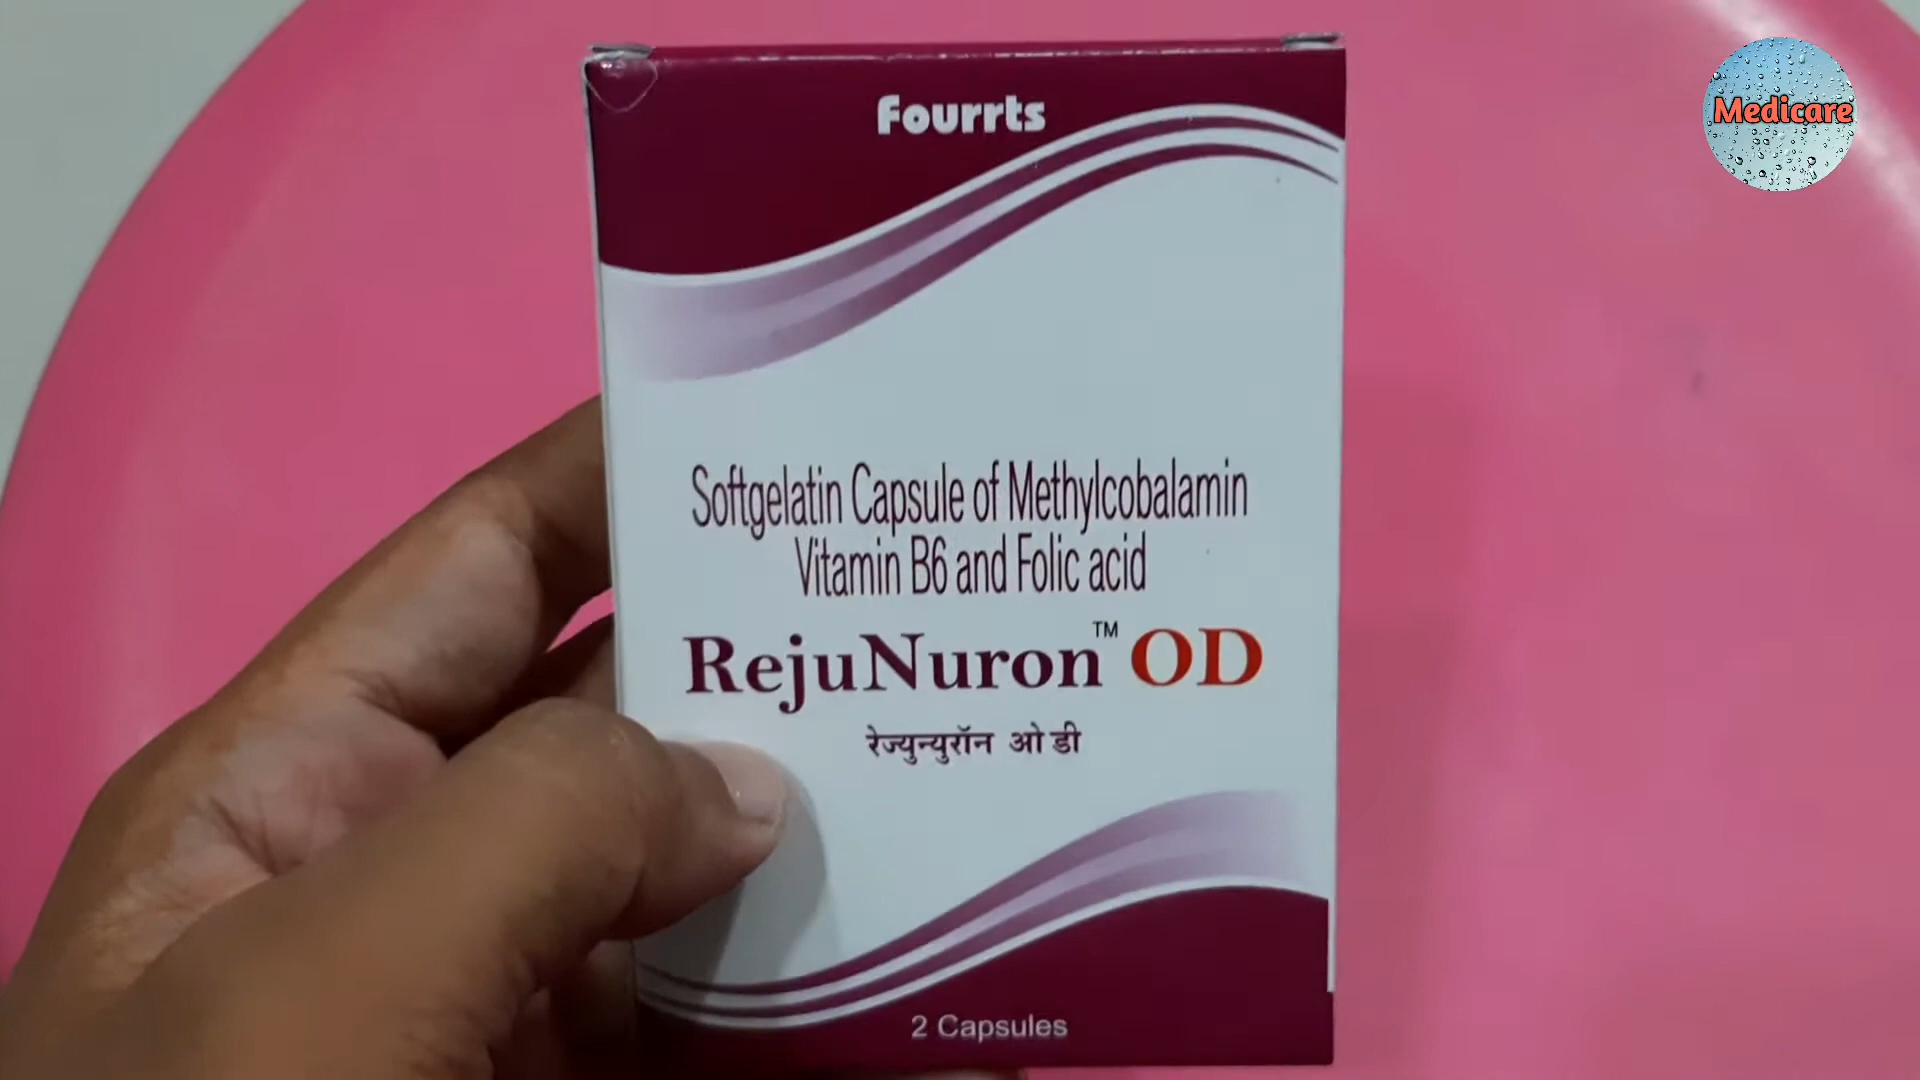 Fourrts
Medicare
Softgelatin Capsule of Methylcobalamin
Vitamin B6 and Folic acid
RejuNuron™ OD
रेज्युन्युरॉन ओ डी
2 Capsules